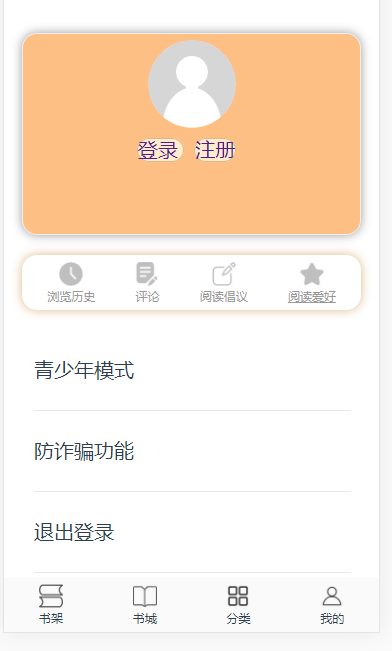 登录 注册
浏览历史 评论 阅读倡议 阅读爱好
青少年模式
防诈骗功能
退出登录
书架 书城 分类 我的